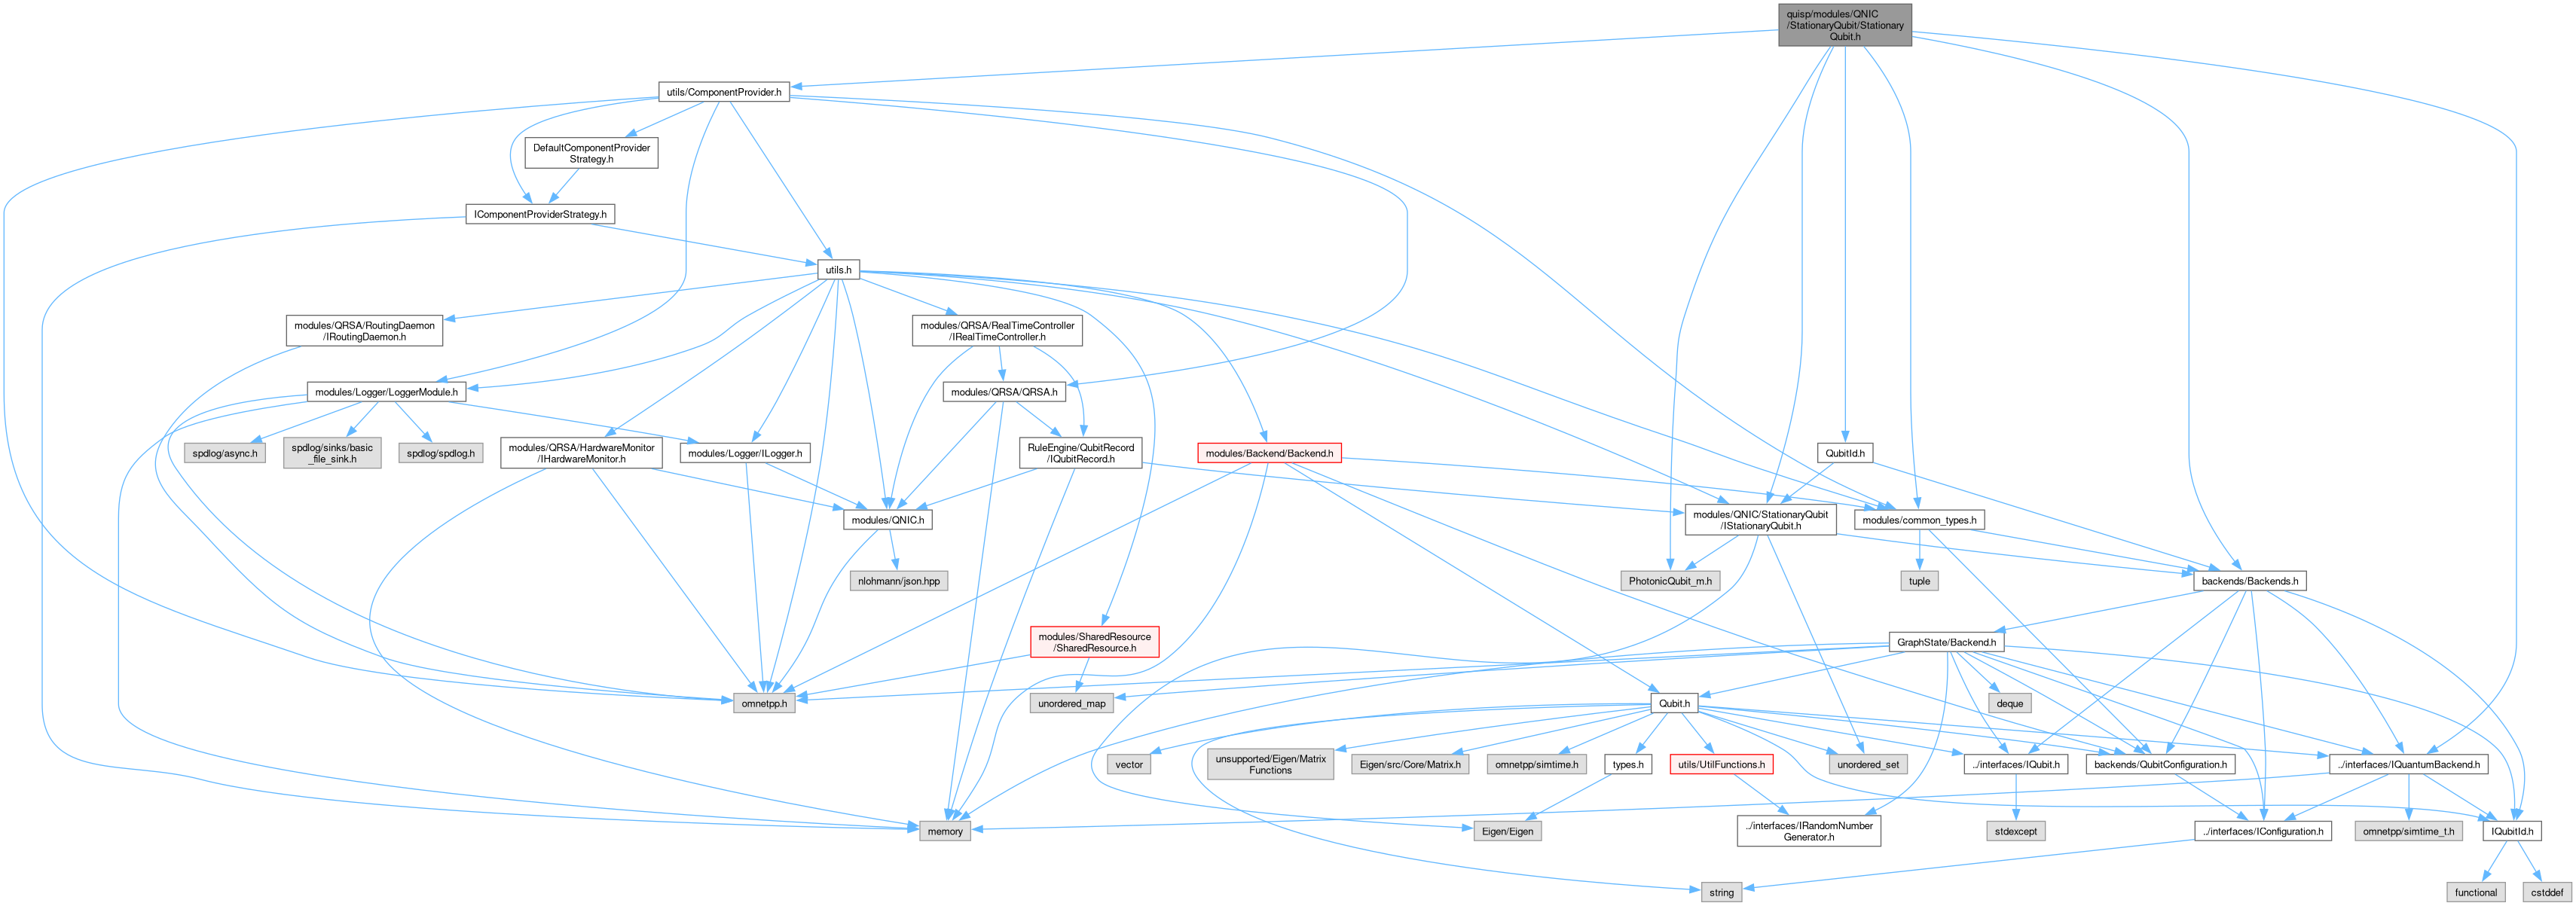 quisp/modules/QNIC
/StationaryQubit/Stationary
Qubit.h
utils/ComponentProvider.h
DefaultComponentProvider
Strategy.h
IComponentProviderStrategy.h
utils.h
modules/QRSA/RoutingDaemon
/IRoutingDaemon.h
modules/QRSA/RealTimeController
/IRealTimeController.h
modules/Logger/LoggerModule.h
modules/QRSA/QRSA.h
spdlog/async.h
spdlog/sinks/basic
_file_sink.h
spdlog/spdlog.h
modules/QRSA/HardwareMonitor
/IHardwareMonitor.h
modules/Logger/ILogger.h
RuleEngine/QubitRecord
/IQubitRecord.h
modules/Backend/Backend.h
QubitId.h
modules/QNIC.h
modules/QNIC/StationaryQubit
/IStationaryQubit.h
modules/common_types.h
nlohmann/json.hpp
PhotonicQubit_m.h
tuple
backends/Backends.h
modules/SharedResource
/SharedResource.h
GraphState/Backend.h
omnetpp.h
unordered_map
Qubit.h
deque
vector
unsupported/Eigen/Matrix
Functions
Eigen/src/Core/Matrix.h
omnetpp/simtime.h
types.h
utils/UtilFunctions.h
unordered_set
../interfaces/IQubit.h
backends/QubitConfiguration.h
../interfaces/IQuantumBackend.h
memory
Eigen/Eigen
../interfaces/IRandomNumber
Generator.h
stdexcept
../interfaces/IConfiguration.h
omnetpp/simtime_t.h
IQubitId.h
string
functional
cstddef